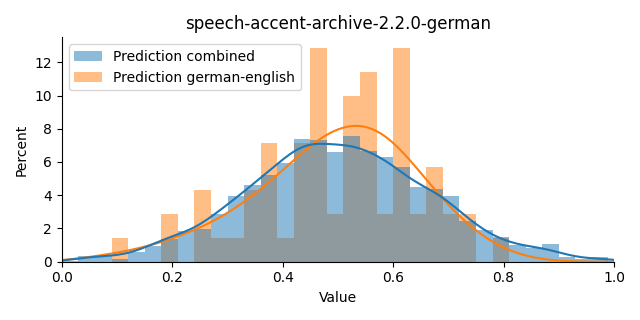 speech-accent-archive-2.2.0-german
Prediction combined
Prediction german-english
Percent
12
10
8
6
4
2
0
0.0 0.2 0.4 0.6 0.8 1.0
Value